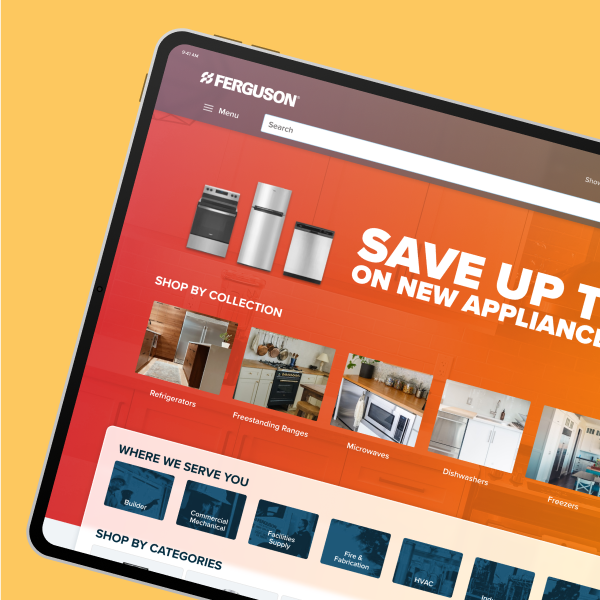 9:41 AM
FERGUSON®
Menu
Search
Show
SAVE UP T
ON NEW APPLIANCE
SHOP BY COLLECTION
Refrigerators
Freestanding Ranges
Microwaves
Dishwashers
Freezers
WHERE WE SERVE YOU
Builder
Commercial
Mechanical
Facilities
Supply
Fire &
Fabrication
HVAC
Indu
SHOP BY CATEGORIES